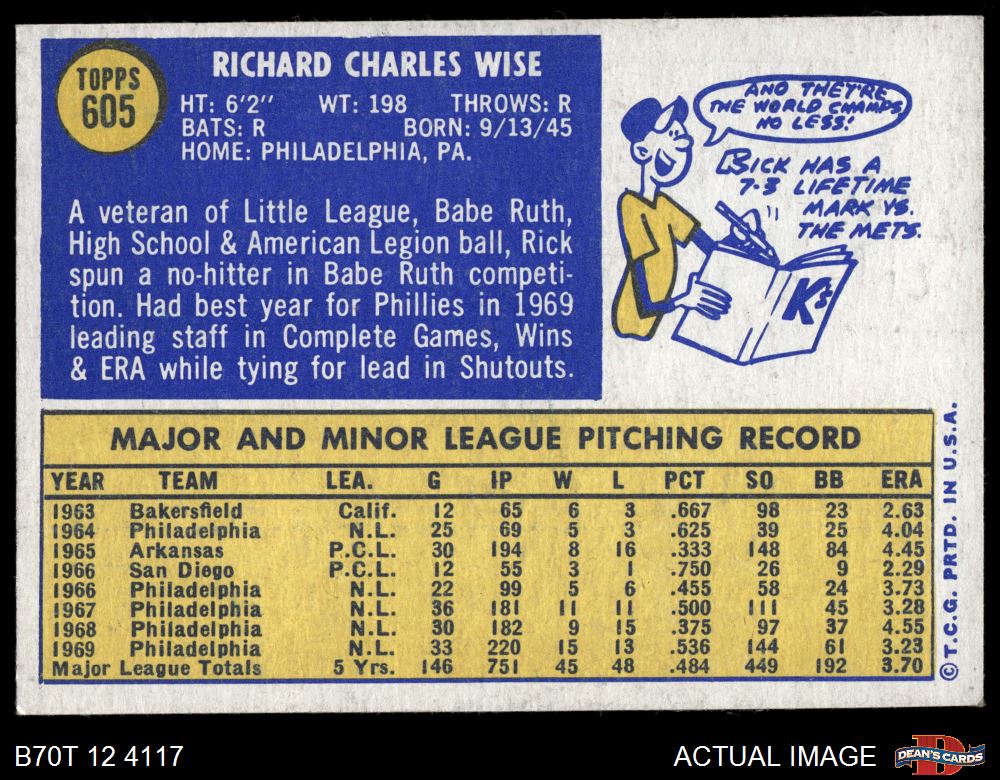 TOPPS
605
RICHARD CHARLES WISE
HT: 6'2" WT: 198 THROWS: R
BATS: R BORN: 9/13/45
HOME: PHILADELPHIA, PA.
A veteran of Little League, Babe Ruth,
High School & American Legion ball, Rick
spun a no-hitter in Babe Ruth competi-
tion. Had best year for Phillies in 1969
leading staff in Complete Games, Wins
& ERA while tying for lead in Shutouts.
AND THEY'RE
THE WORLD CHAMPS,
NO LESS!
RICK HAS A
7-3 LIFETIME
MARK VS.
THE METS.
K's
MAJOR AND MINOR LEAGUE PITCHING RECORD
YEAR TEAM LEA. G IP W L PCT SO BB ERA
1963 Bakersfield Calif. 12 65 6 3 .667 98 23 2.63
1964 Philadelphia N.L. 25 69 5 3 .625 39 25 4.04
1965 Arkansas P.C.L. 30 194 8 16 .333 148 84 4.45
1966 San Diego P.C.L. 12 55 3 1 .750 26 9 2.29
1966 Philadelphia N.L. 22 99 5 6 .455 58 24 3.73
1967 Philadelphia N.L. 36 181 11 11 .500 111 45 3.28
1968 Philadelphia N.L. 30 182 9 15 .375 97 37 4.55
1969 Philadelphia N.L. 33 220 15 13 .536 144 61 3.23
Major League Totals 5 Yrs. 146 751 45 48 .484 449 192 3.70
© T.C.G. PRTD. IN U.S.A.
B70T 12 4117
ACTUAL IMAGE
D
DEAN'S CARDS